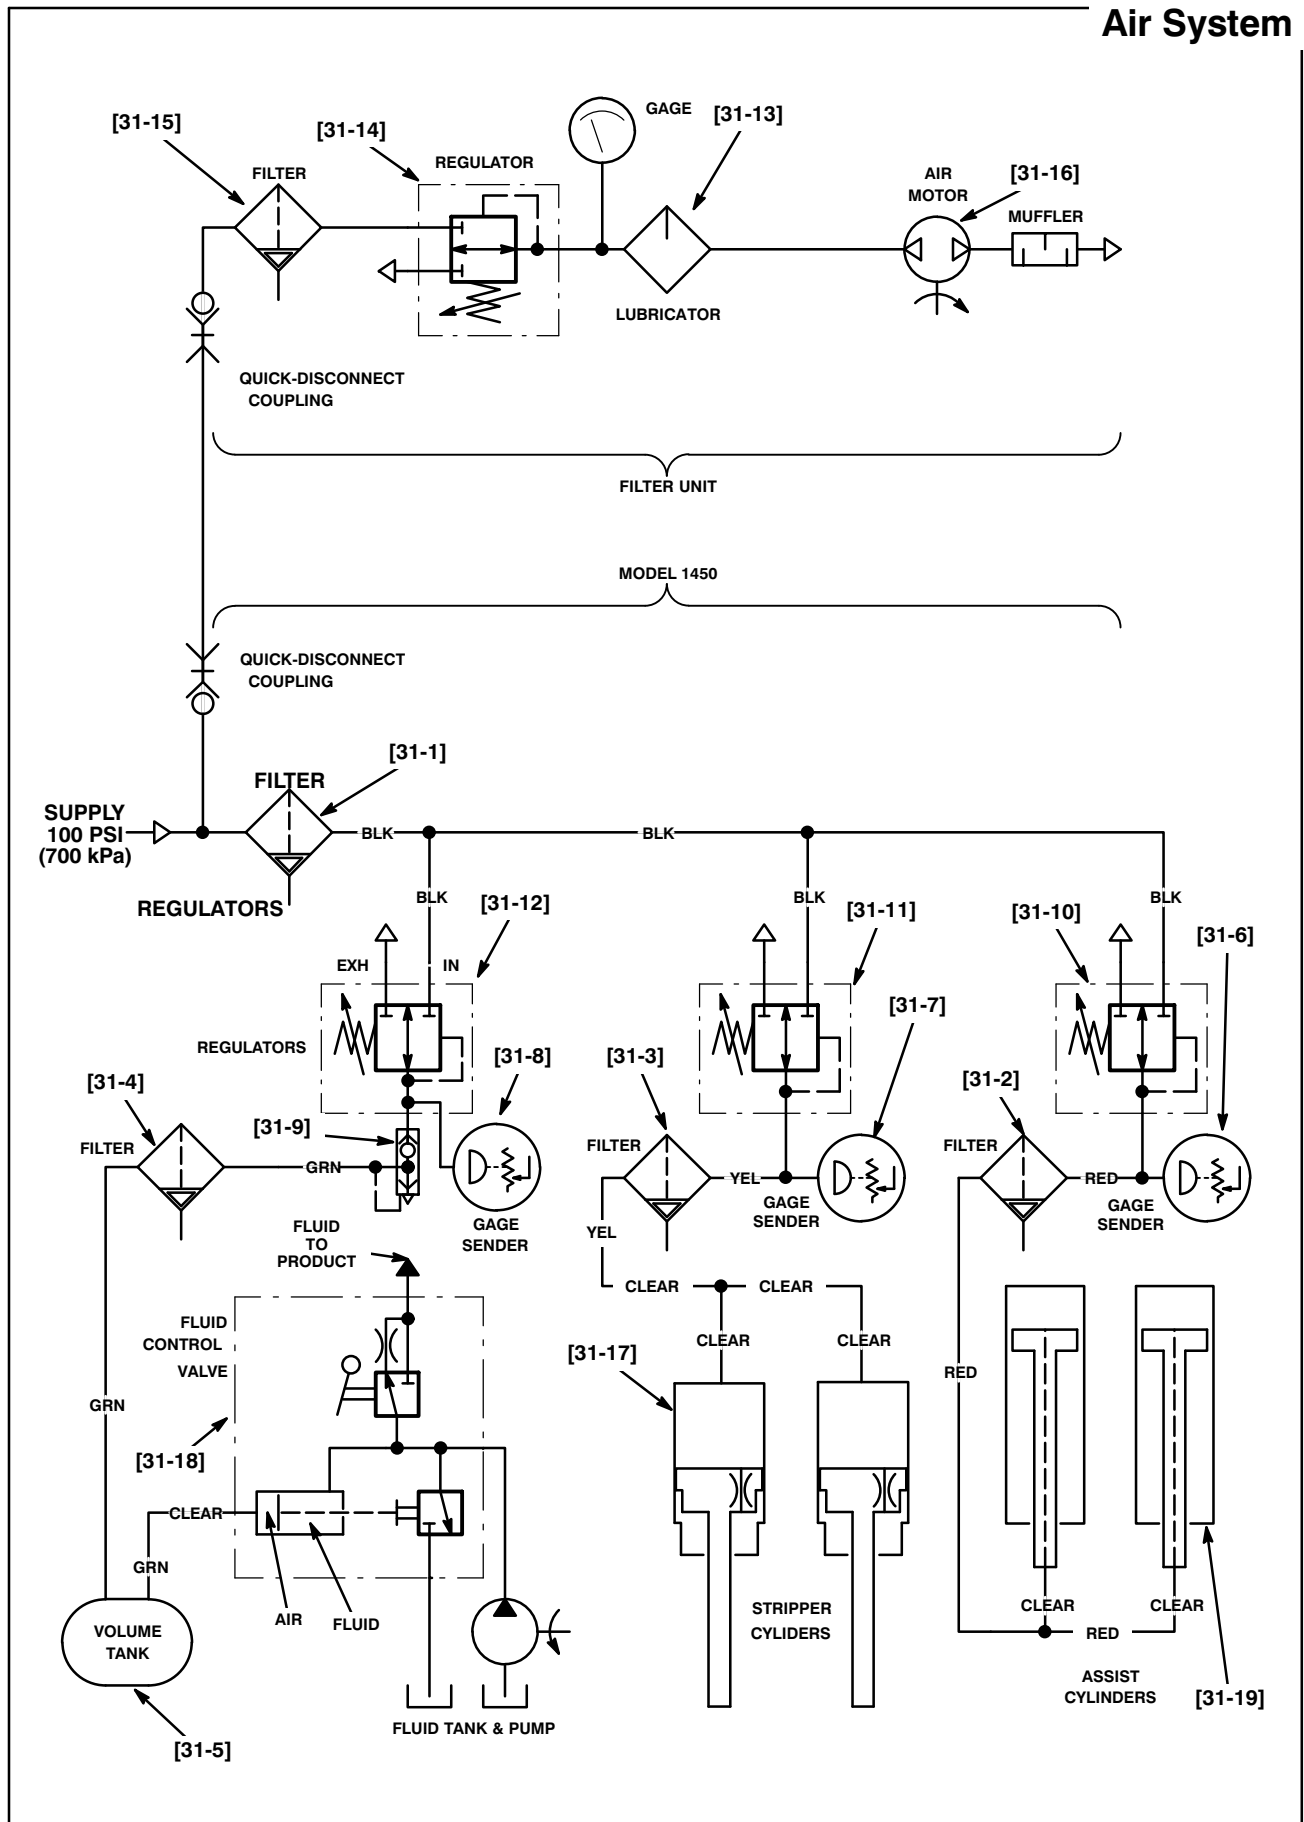 Air System
[31-15]
[31-14]
GAGE
[31-13]
FILTER
REGULATOR
AIR
MOTOR
[31-16]
MUFFLER
LUBRICATOR
QUICK-DISCONNECT
COUPLING
FILTER UNIT
MODEL 1450
QUICK-DISCONNECT
COUPLING
[31-1]
FILTER
SUPPLY
100 PSI
(700 kPa)
BLK
BLK
REGULATORS
BLK
BLK
BLK
[31-12]
[31-11]
[31-10]
[31-6]
EXH
IN
[31-7]
REGULATORS
[31-8]
[31-3]
[31-4]
[31-2]
[31-9]
FILTER
FILTER
FILTER
GRN
YEL
RED
GAGE
SENDER
GAGE
SENDER
GAGE
SENDER
FLUID
TO
PRODUCT
YEL
CLEAR
CLEAR
FLUID
CONTROL
VALVE
CLEAR
CLEAR
[31-17]
RED
GRN
[31-18]
CLEAR
GRN
AIR
FLUID
STRIPPER
CYLIDERS
CLEAR
CLEAR
RED
VOLUME
TANK
ASSIST
CYLINDERS
[31-19]
FLUID TANK & PUMP
[31-5]